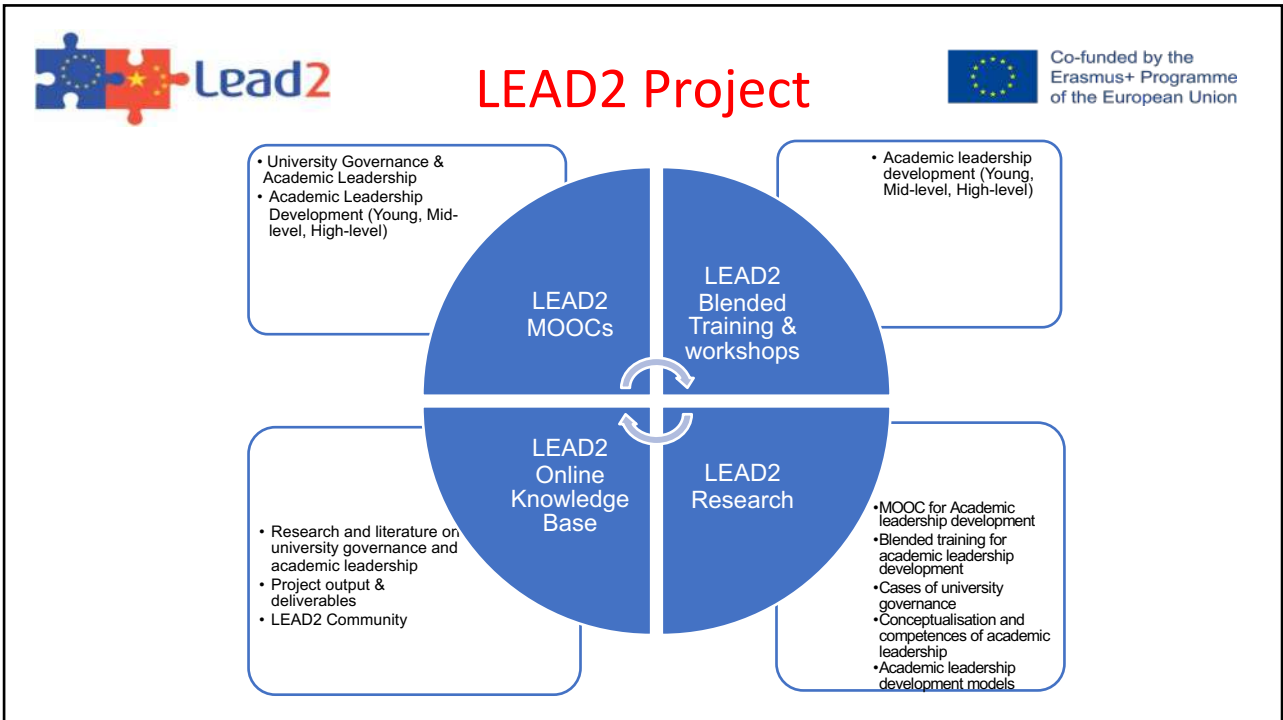 Lead2
LEAD2 Project
Co-funded by the
Erasmus+ Programme
of the European Union
• University Governance &
Academic Leadership
• Academic Leadership
Development (Young, Mid-
level, High-level)
• Academic leadership
development (Young,
Mid-level, High-level)
LEAD2
MOOCs
LEAD2
Blended
Training &
workshops
LEAD2
Online
Knowledge
Base
LEAD2
Research
• Research and literature on
university governance and
academic leadership
• Project output &
deliverables
• LEAD2 Community
•MOOC for Academic
leadership development
•Blended training for
academic leadership
development
•Cases of university
governance
•Conceptualisation and
competences of academic
leadership
•Academic leadership
development models